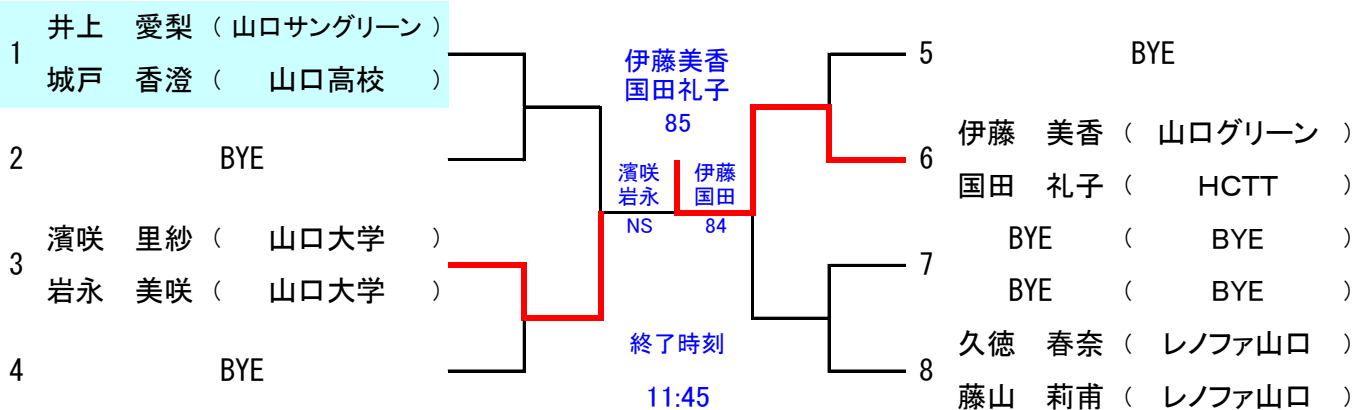 1
井上 愛梨 ( 山口サングリーン )
城戸 香澄 ( 山口高校 )
2 BYE
3
濱咲 里紗 ( 山口大学 )
岩永 美咲 ( 山口大学 )
4 BYE
伊藤美香
国田礼子
85
濱咲 伊藤
岩永 国田
NS 84
終了時刻
11:45
5 BYE
6
伊藤 美香 ( 山口グリーン )
国田 礼子 ( HCTT )
7
BYE ( BYE )
BYE ( BYE )
8
久徳 春奈 ( レノファ山口 )
藤山 莉甫 ( レノファ山口 )